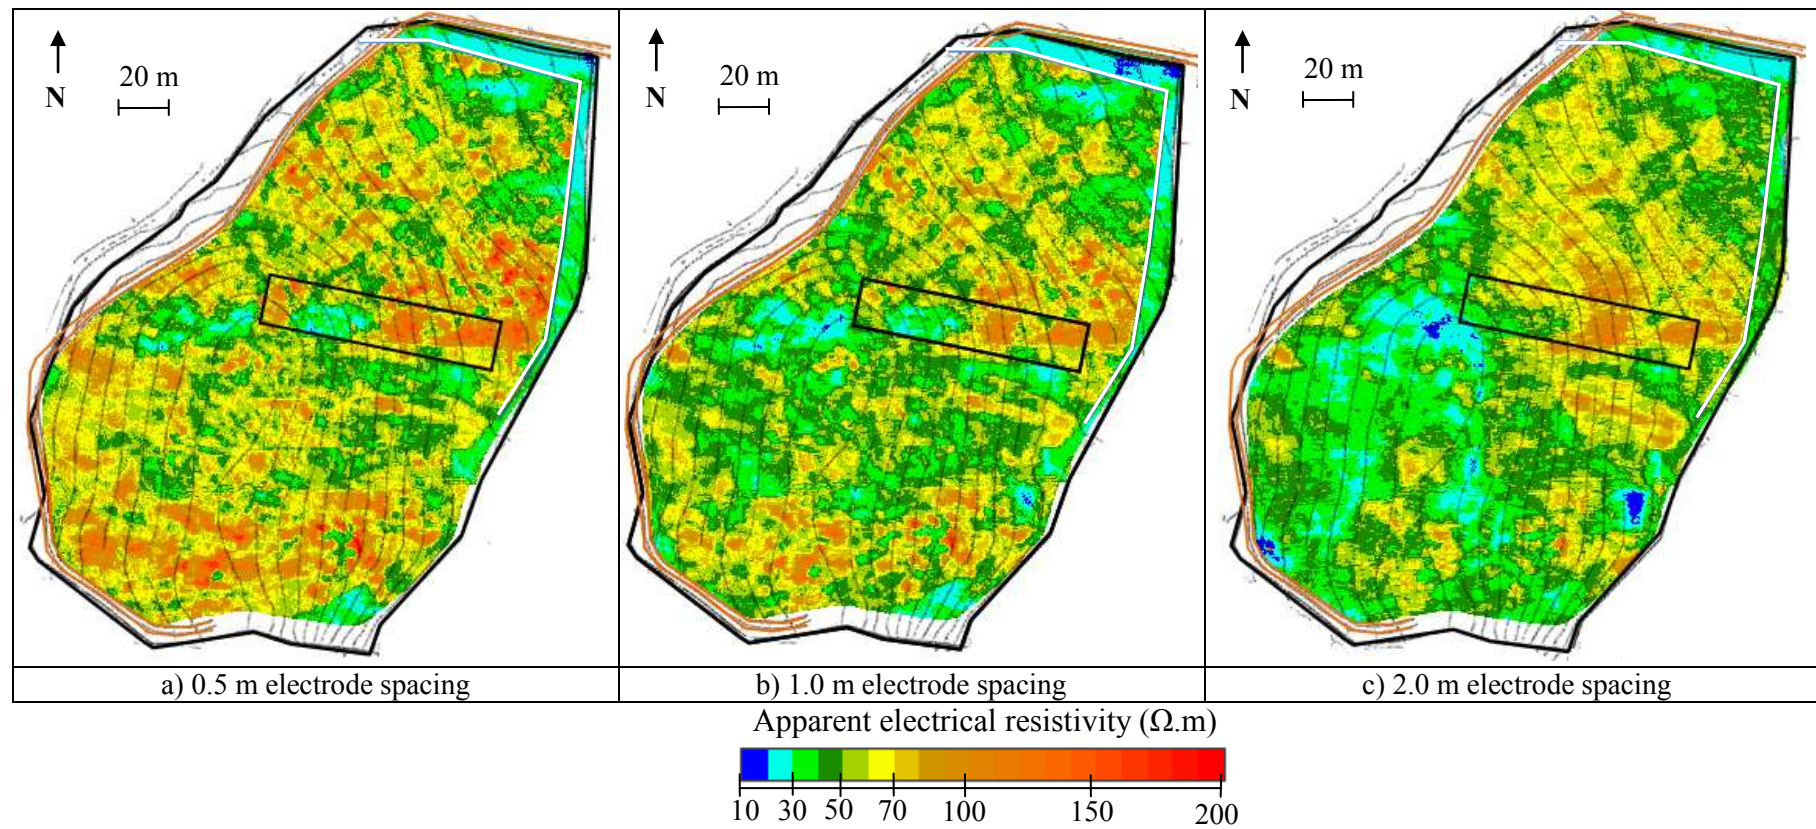 20 m
N
20 m
N
20 m
N
a) 0.5 m electrode spacing
b) 1.0 m electrode spacing
c) 2.0 m electrode spacing
Apparent electrical resistivity (Ω.m)
10 30 50 70 100 150 200